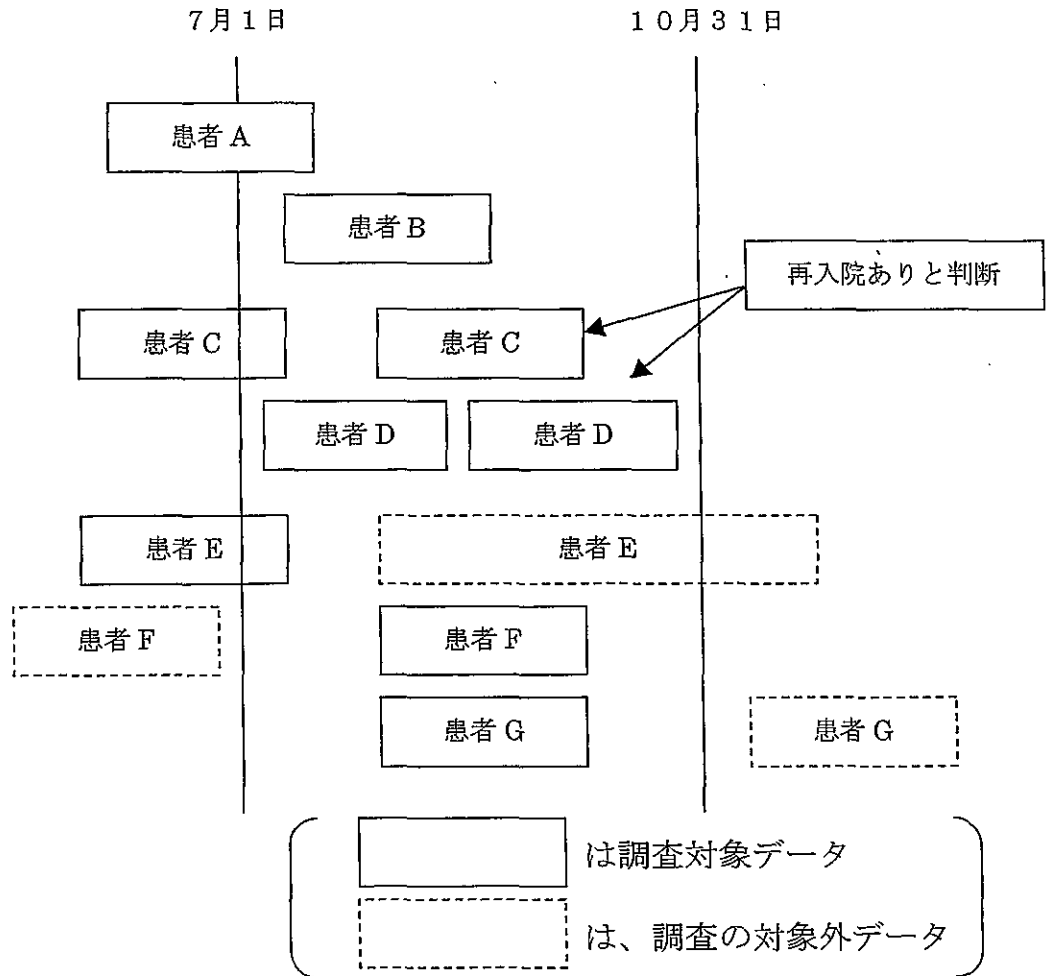 7月1日
10月31日
患者A
患者B
再入院ありと判断
患者C
患者C
患者D
患者D
患者E
患者E
患者F
患者F
患者G
患者G
は調査対象データ
は、調査の対象外データ